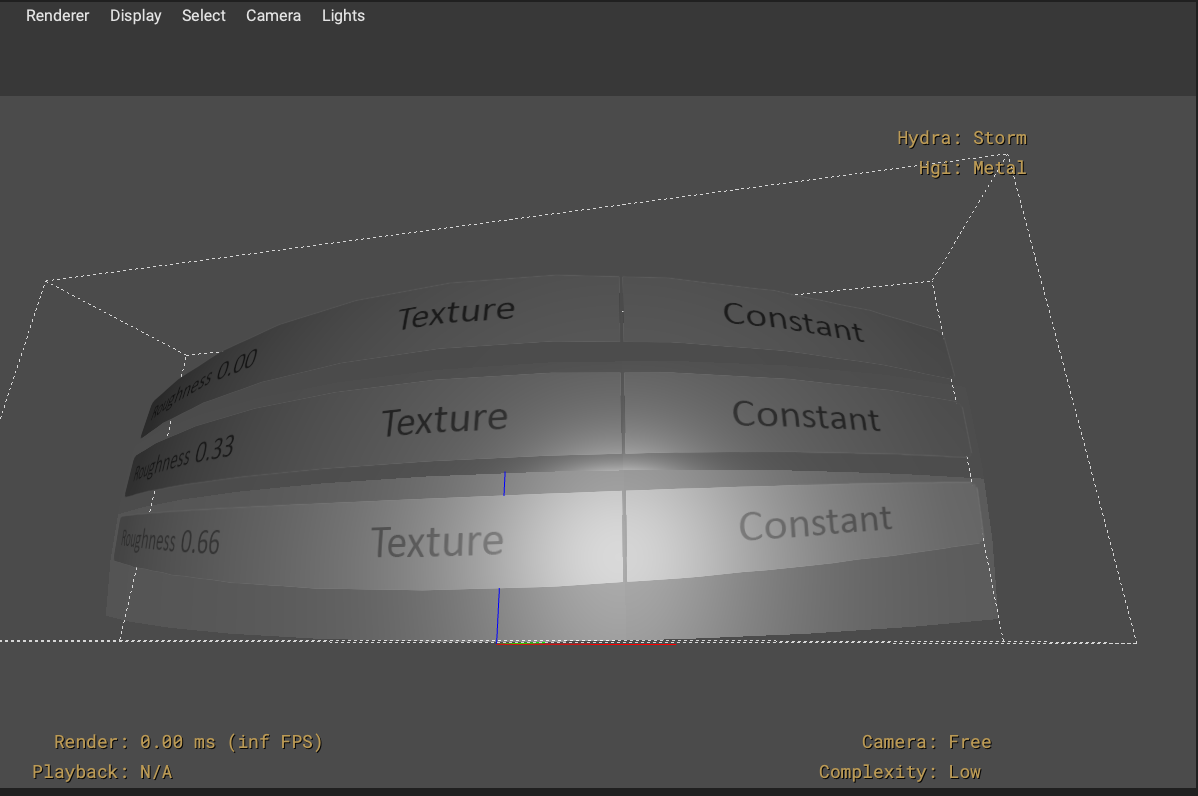 Renderer Display Select Camera Lights
Hydra: Storm
Hgi: Metal
Texture Constant
Roughness 0.00
Texture Constant
Roughness 0.33
Texture Constant
Roughness 0.66
Render: 0.00 ms (inf FPS) Camera: Free
Playback: N/A Complexity: Low